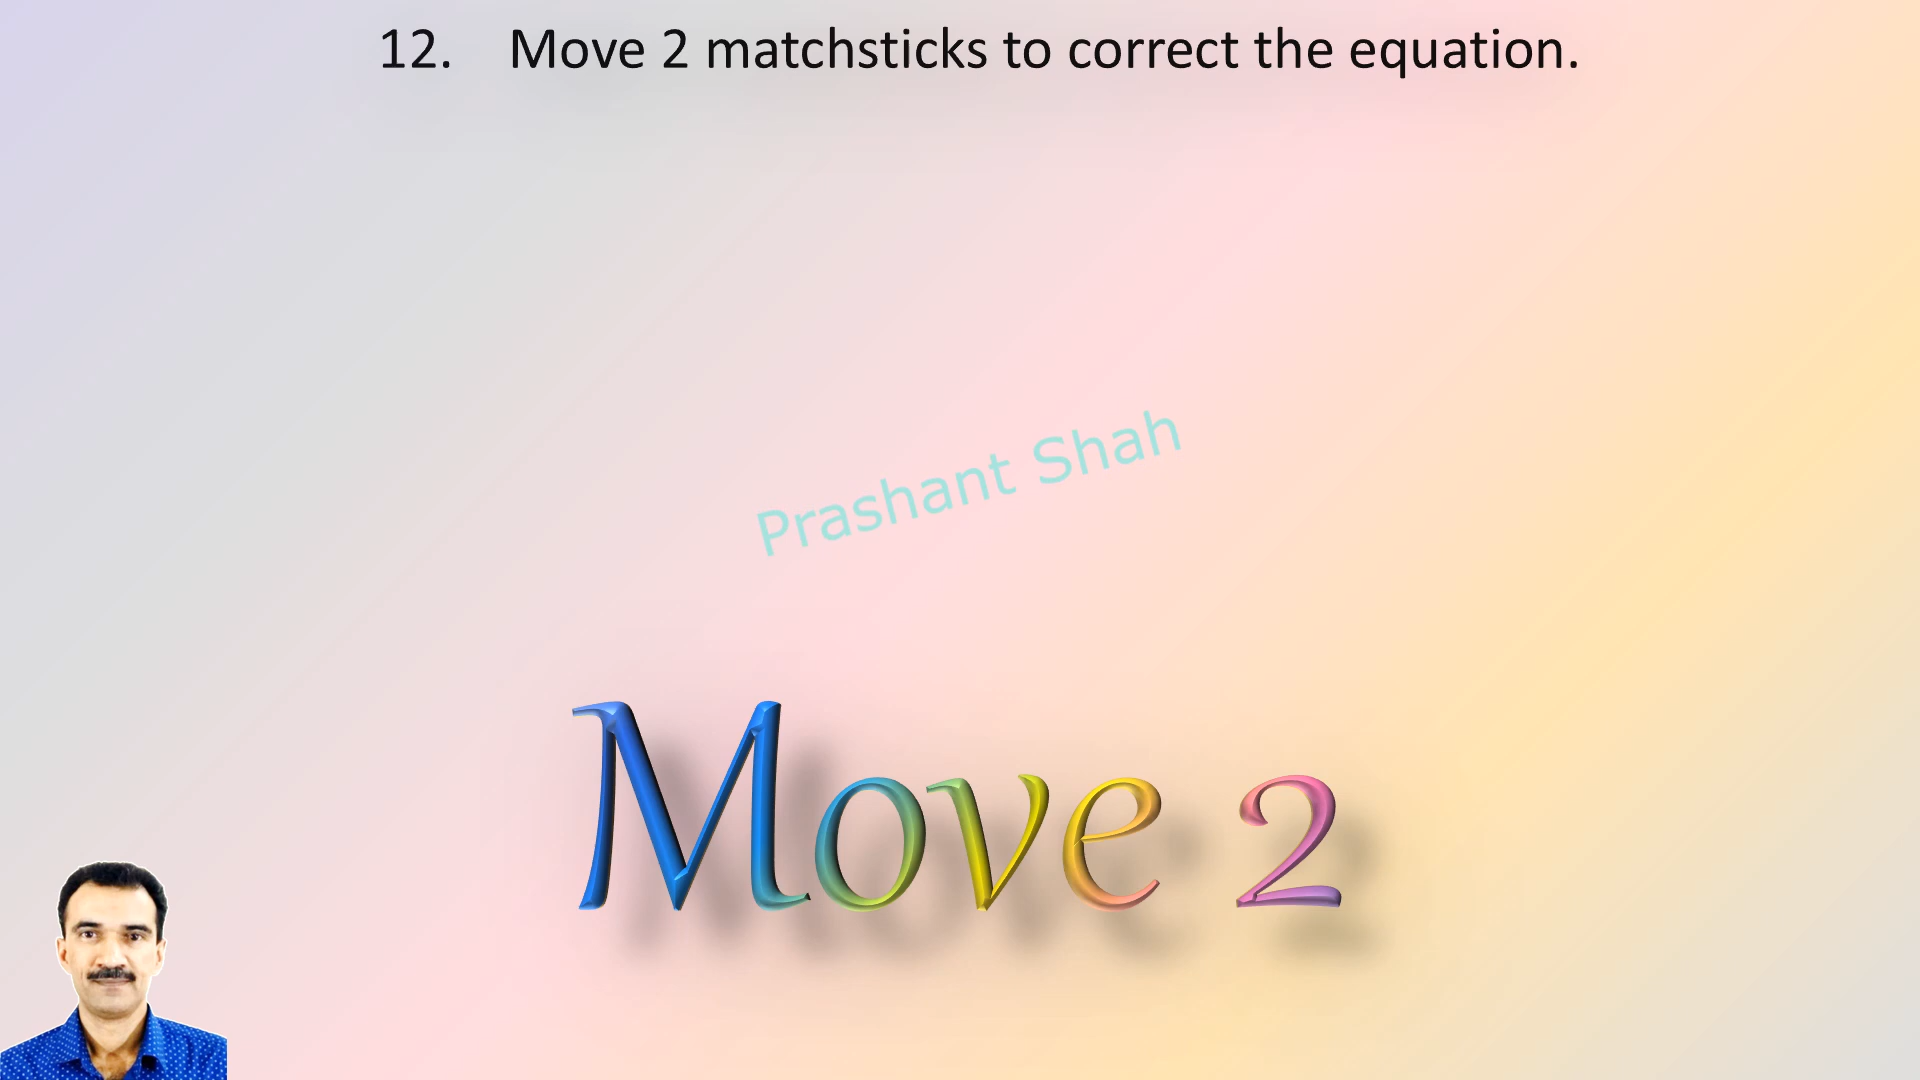 12. Move 2 matchsticks to correct the equation.
Prashant Shah
Move 2